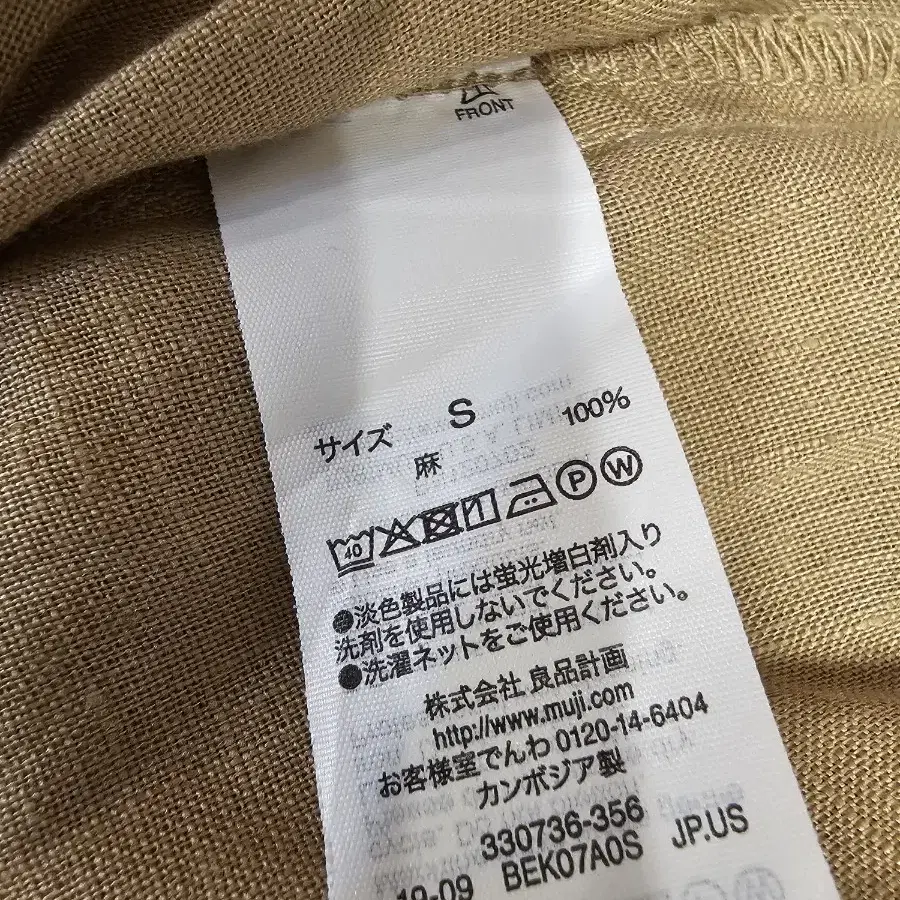 FRONT
サイズ S
麻 100%
40 P W
●淡色製品には蛍光増白剤入り
洗剤を使用しないでください。
●洗濯ネットをご使用ください。
株式会社 良品計画
http://www.muji.com
お客様室でんわ 0120-14-6404
カンボジア製
330736-356
19-09 BEK07A0S JP.US